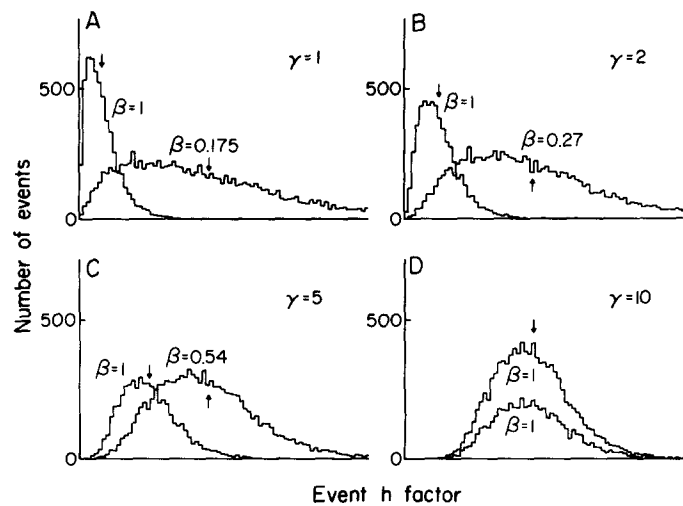 A
γ=1
500
β=1
β=0.175
0
B
γ=2
500
β=1
β=0.27
0
Number of events
C
γ=5
500
β=1
β=0.54
0
D
γ=10
500
β=1
β=1
0
Event h factor